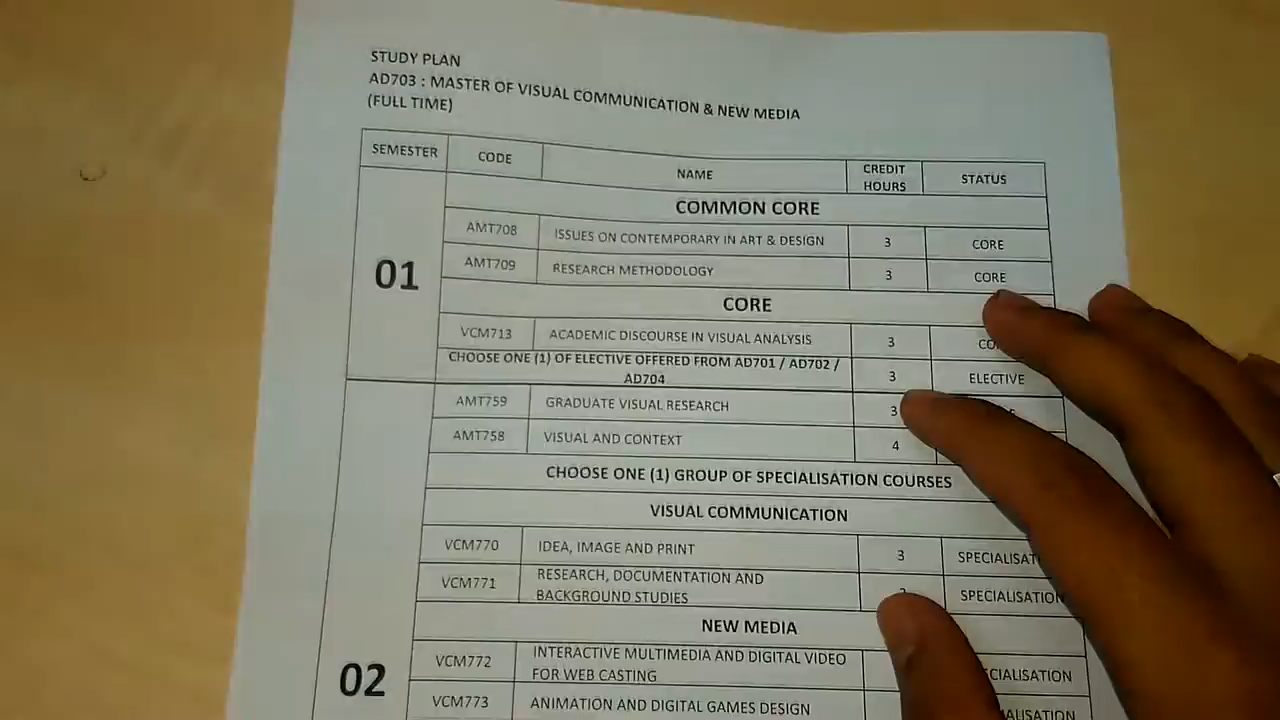 STUDY PLAN
AD703 : MASTER OF VISUAL COMMUNICATION & NEW MEDIA
(FULL TIME)
SEMESTER CODE NAME CREDIT HOURS STATUS
COMMON CORE
01
AMT708 ISSUES ON CONTEMPORARY IN ART & DESIGN 3 CORE
AMT709 RESEARCH METHODOLOGY 3 CORE
CORE
VCM713 ACADEMIC DISCOURSE IN VISUAL ANALYSIS 3
CHOOSE ONE (1) OF ELECTIVE OFFERED FROM AD701 / AD702 /
AD704 3 ELECTIVE
AMT759 GRADUATE VISUAL RESEARCH 3
AMT758 VISUAL AND CONTEXT 4
CHOOSE ONE (1) GROUP OF SPECIALISATION COURSES
VISUAL COMMUNICATION
VCM770 IDEA, IMAGE AND PRINT 3
VCM771 RESEARCH, DOCUMENTATION AND
BACKGROUND STUDIES SPECIALISATION
NEW MEDIA
02
VCM772 INTERACTIVE MULTIMEDIA AND DIGITAL VIDEO
FOR WEB CASTING
VCM773 ANIMATION AND DIGITAL GAMES DESIGN